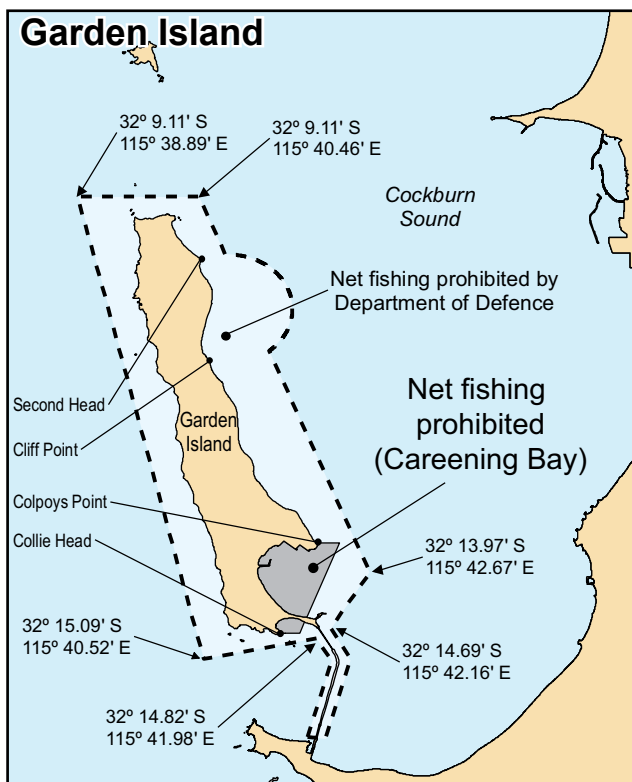 Garden Island
32º 9.11' S
115º 38.89' E
32º 9.11' S
115º 40.46' E
Cockburn
Sound
Net fishing prohibited by
Department of Defence
Second Head
Cliff Point
Garden
Island
Net fishing
prohibited
(Careening Bay)
Colpoys Point
Collie Head
32º 13.97' S
115º 42.67' E
32º 15.09' S
115º 40.52' E
32º 14.69' S
115º 42.16' E
32º 14.82' S
115º 41.98' E